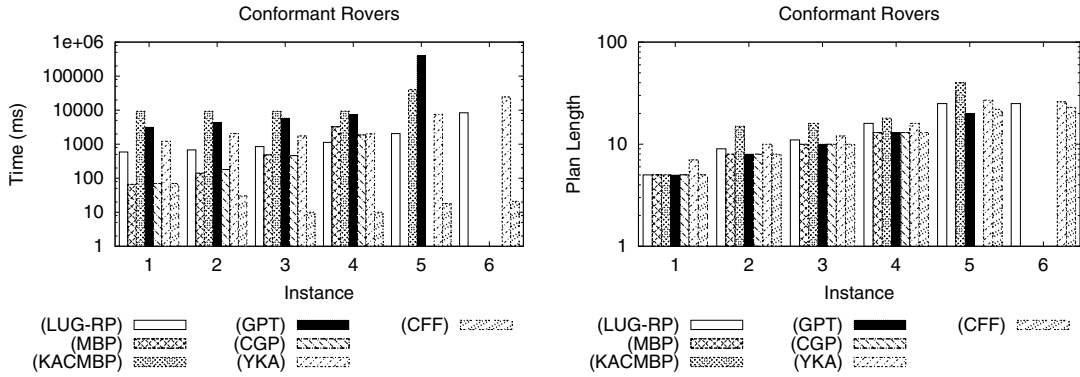 Conformant Rovers
Time (ms)
1e+06
100000
10000
1000
100
10
1
1 2 3 4 5 6
Instance
(LUG-RP) (GPT) (CFF)
(MBP) (CGP)
(KACMBP) (YKA)
Conformant Rovers
Plan Length
100
10
1
1 2 3 4 5 6
Instance
(LUG-RP) (GPT) (CFF)
(MBP) (CGP)
(KACMBP) (YKA)